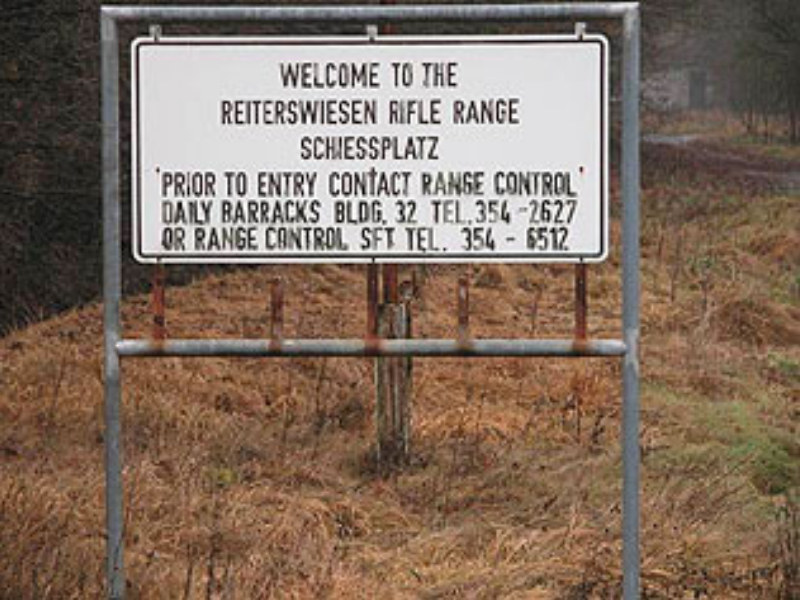 WELCOME TO THE
REITERSWIESEN RIFLE RANGE
SCHIESSPLATZ
PRIOR TO ENTRY CONTACT RANGE CONTROL
DAILY BARRACKS BLDG. 32 TEL. 354 - 2627
OR RANGE CONTROL SFT TEL. 354 - 6512